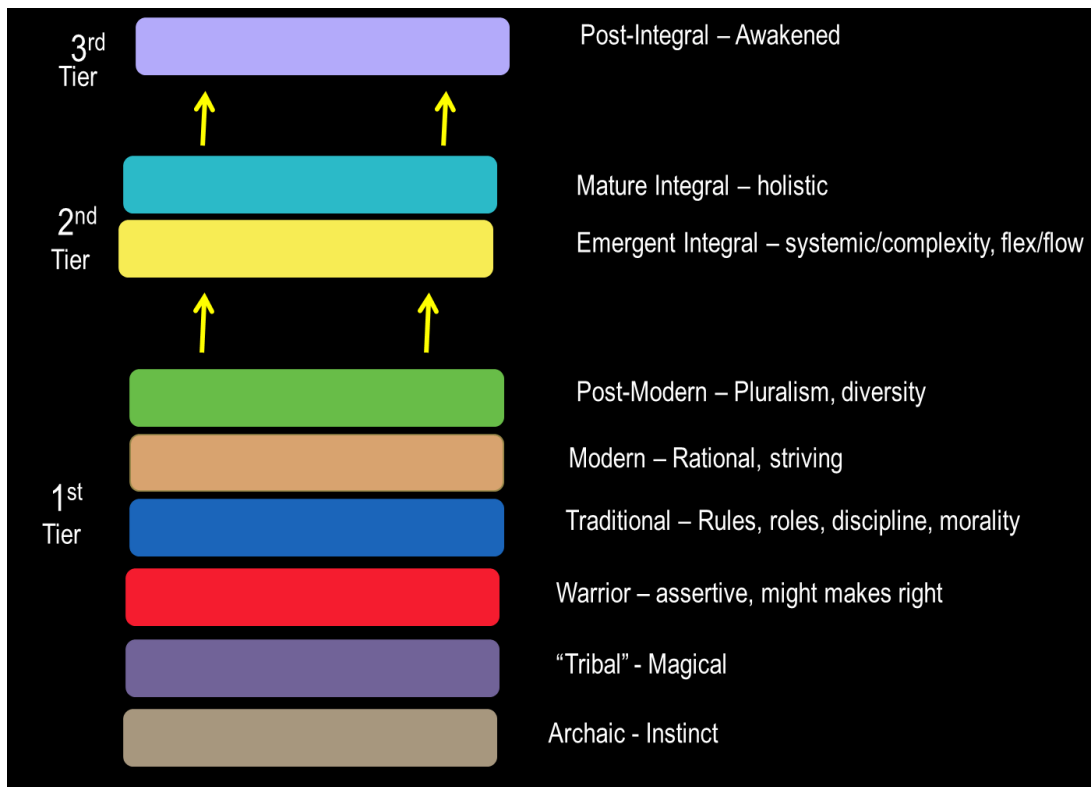 3rd
Tier
Post-Integral – Awakened
Mature Integral – holistic
2nd
Tier
Emergent Integral – systemic/complexity, flex/flow
Post-Modern – Pluralism, diversity
Modern – Rational, striving
1st
Tier
Traditional – Rules, roles, discipline, morality
Warrior – assertive, might makes right
“Tribal” - Magical
Archaic - Instinct